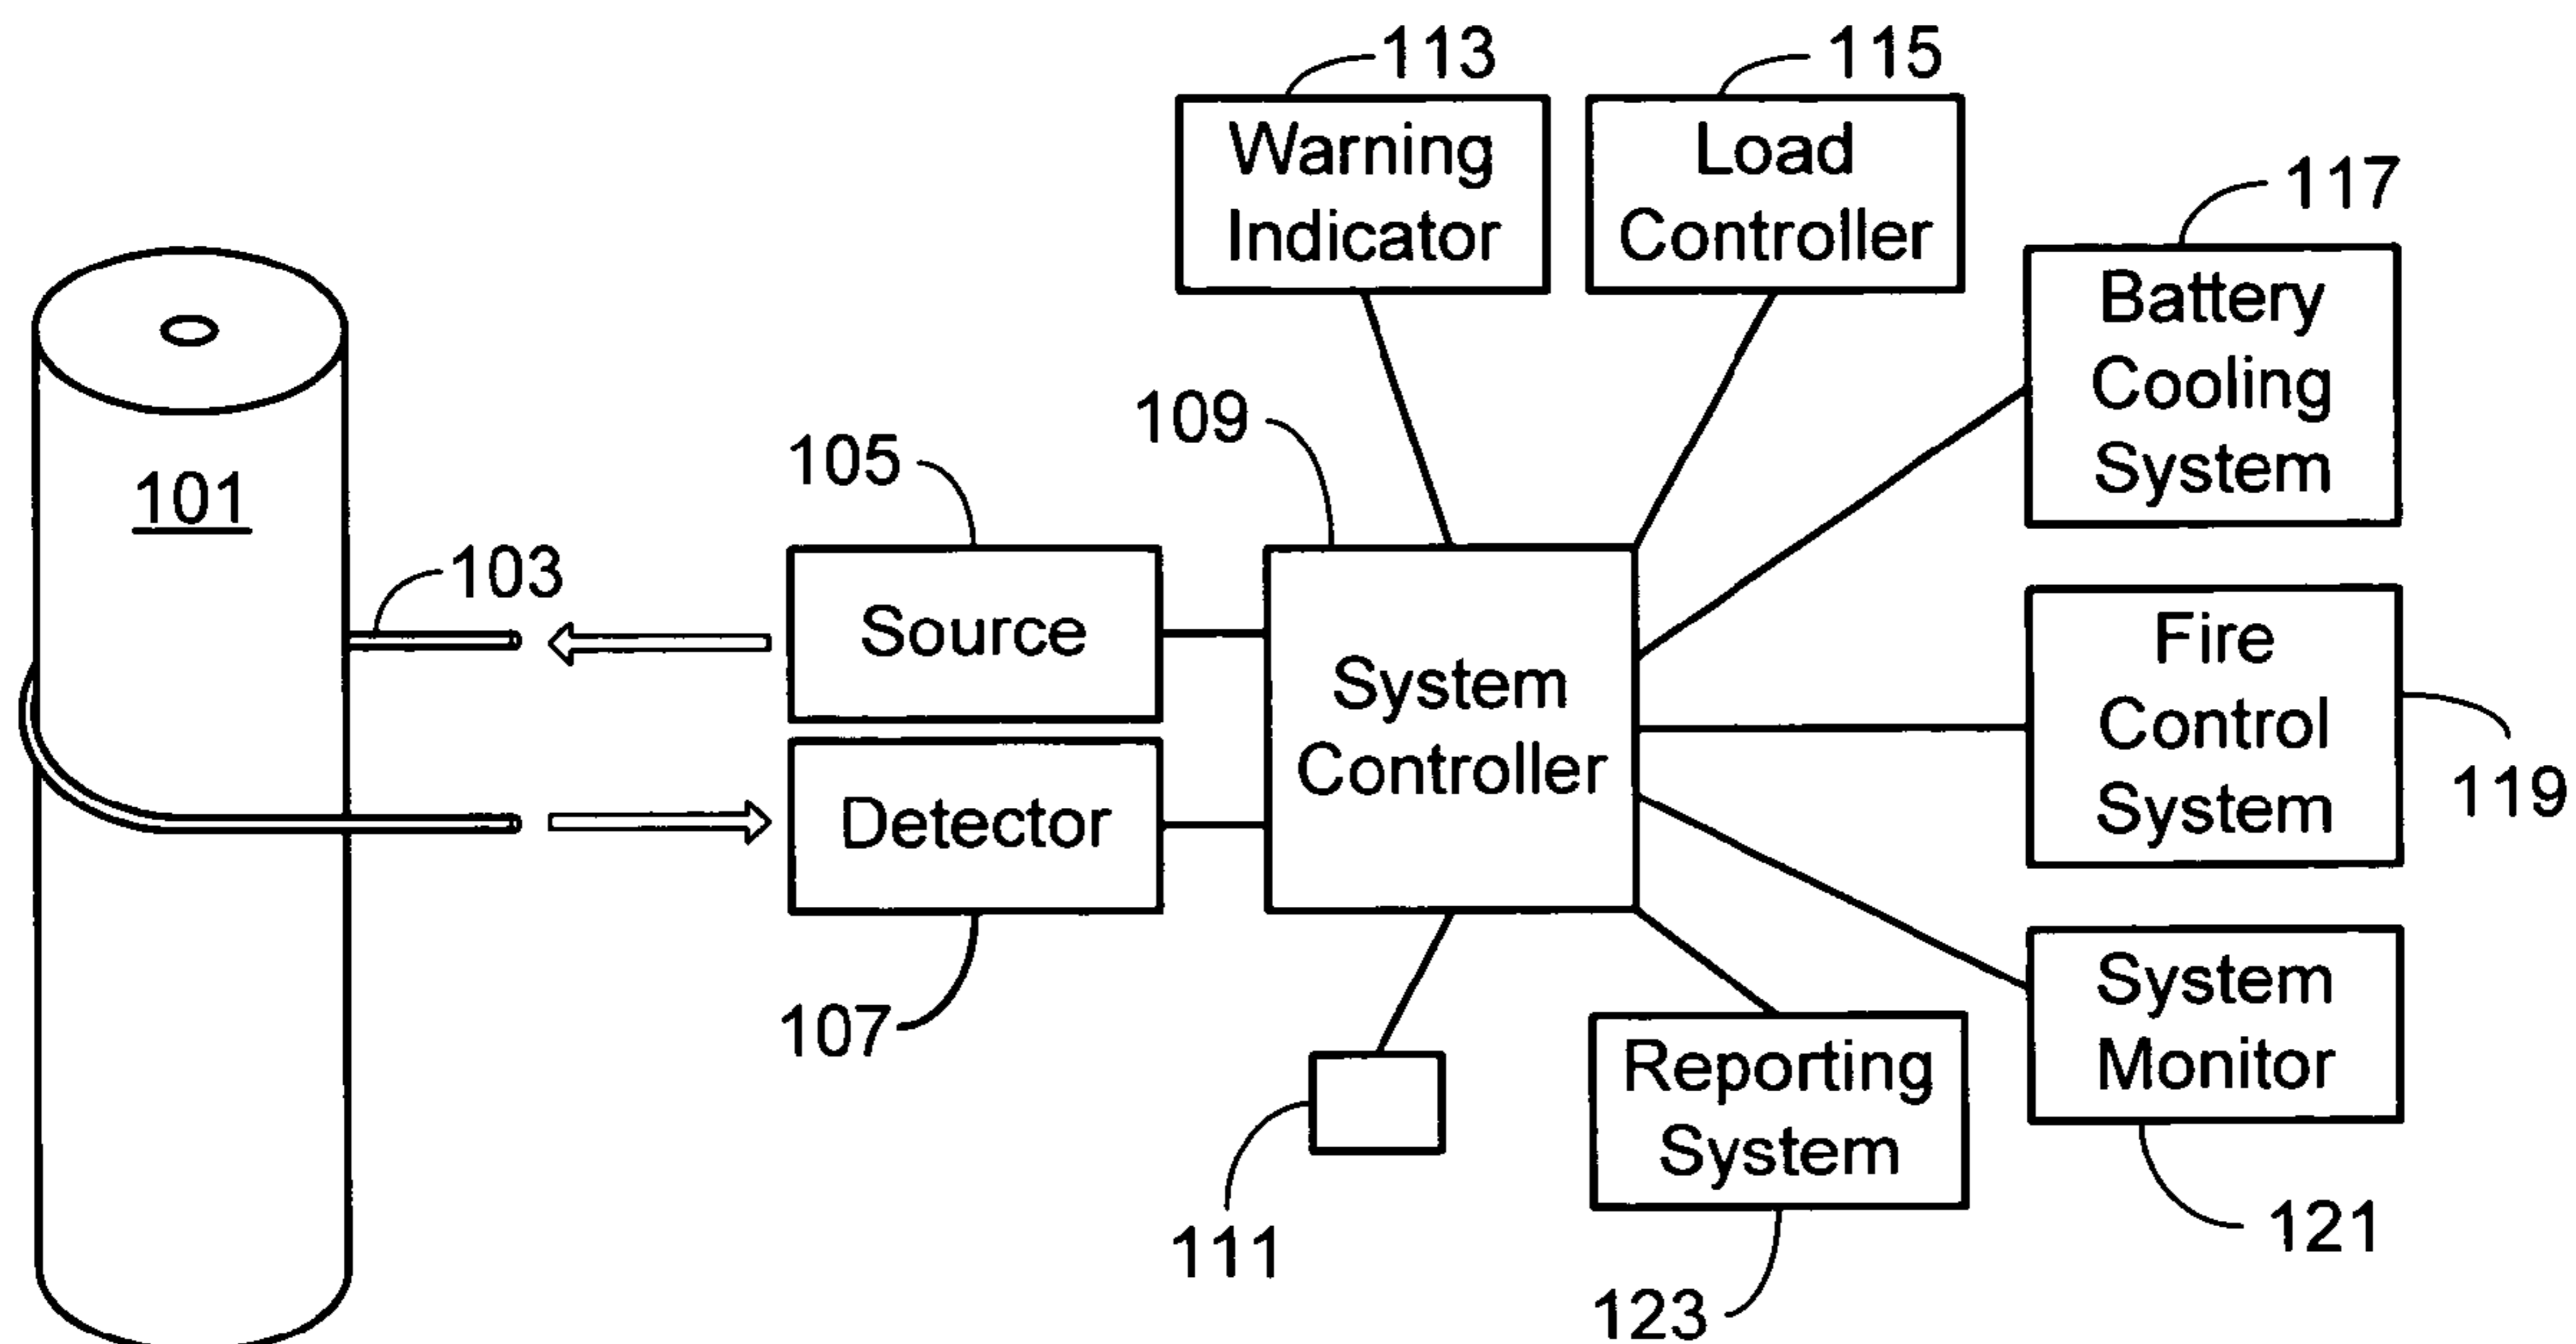 113
115
Warning
Indicator
Load
Controller
117
Battery
Cooling
System
109
105
101
103
Source
System
Controller
Fire
Control
System
119
Detector
107
System
Monitor
121
Reporting
System
111
123